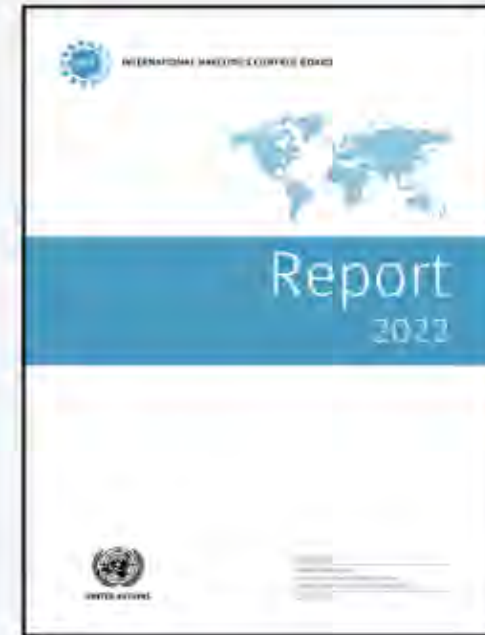 INTERNATIONAL NARCOTICS CONTROL BOARD
Report
2022
UNITED NATIONS